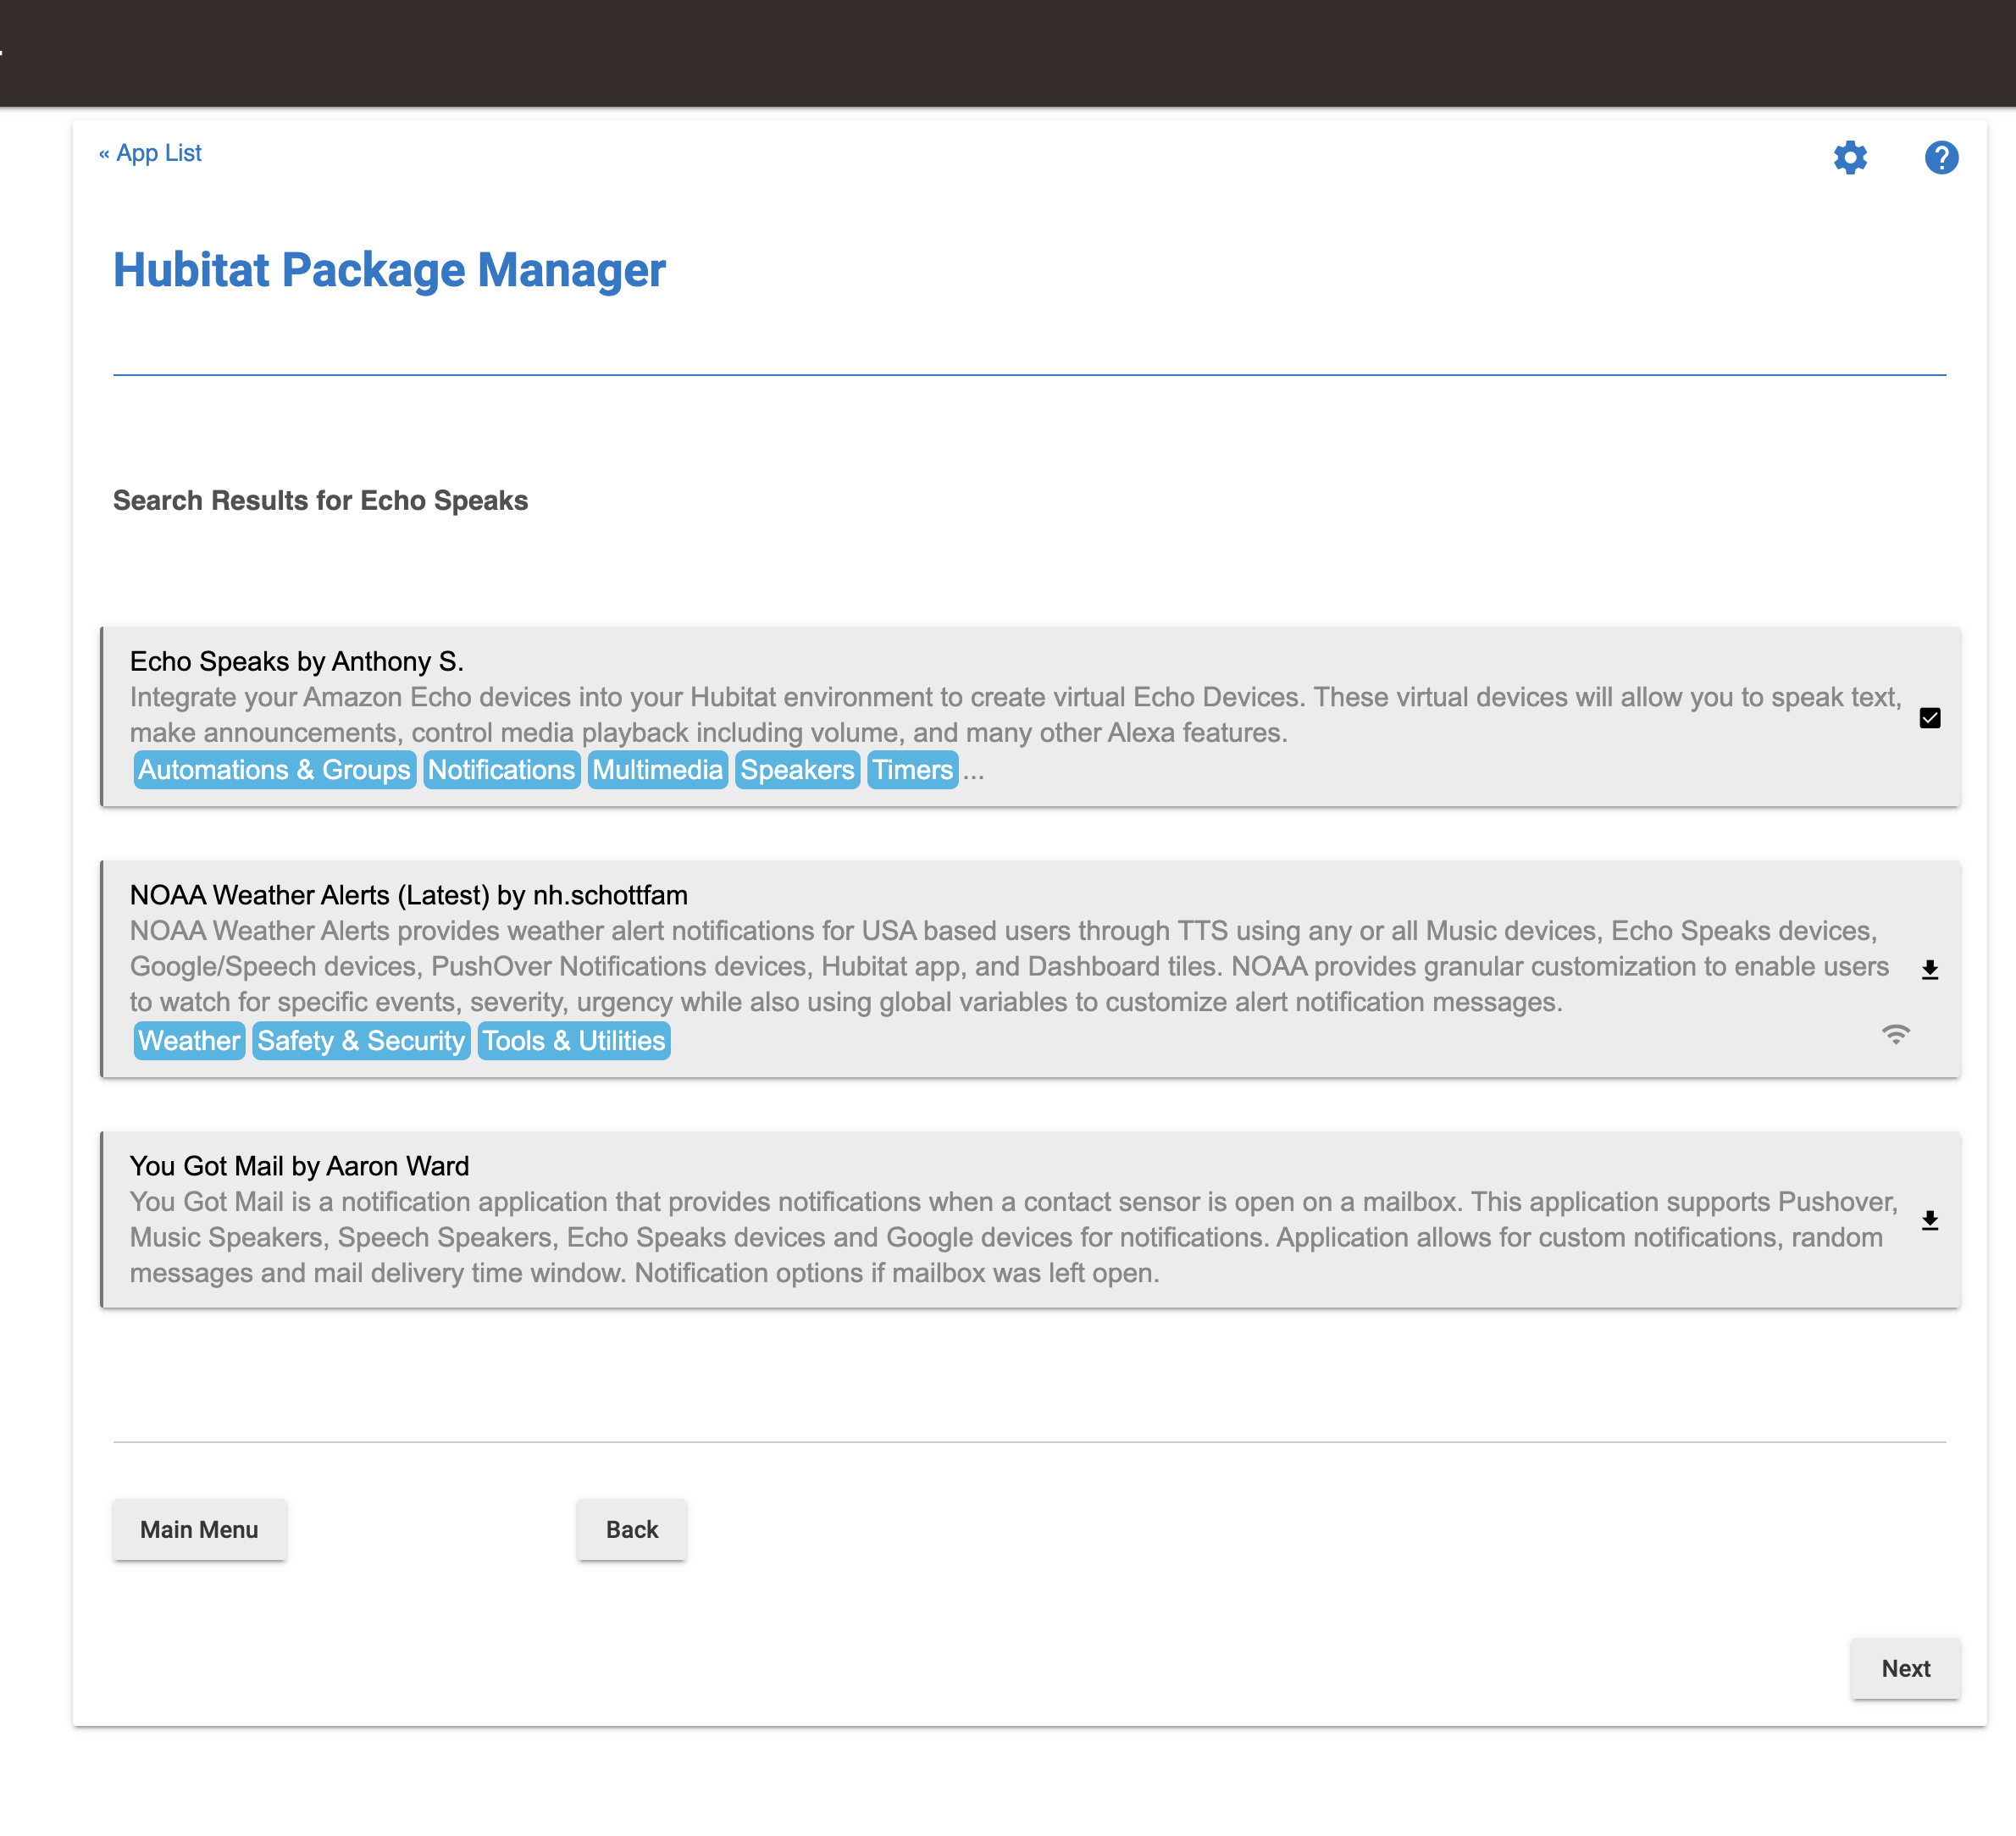 « App List
Hubitat Package Manager
Search Results for Echo Speaks
Echo Speaks by Anthony S.
Integrate your Amazon Echo devices into your Hubitat environment to create virtual Echo Devices. These virtual devices will allow you to speak text,
make announcements, control media playback including volume, and many other Alexa features.
Automations & Groups Notifications Multimedia Speakers Timers ...
NOAA Weather Alerts (Latest) by nh.schottfam
NOAA Weather Alerts provides weather alert notifications for USA based users through TTS using any or all Music devices, Echo Speaks devices,
Google/Speech devices, PushOver Notifications devices, Hubitat app, and Dashboard tiles. NOAA provides granular customization to enable users
to watch for specific events, severity, urgency while also using global variables to customize alert notification messages.
Weather Safety & Security Tools & Utilities
You Got Mail by Aaron Ward
You Got Mail is a notification application that provides notifications when a contact sensor is open on a mailbox. This application supports Pushover,
Music Speakers, Speech Speakers, Echo Speaks devices and Google devices for notifications. Application allows for custom notifications, random
messages and mail delivery time window. Notification options if mailbox was left open.
Main Menu Back
Next